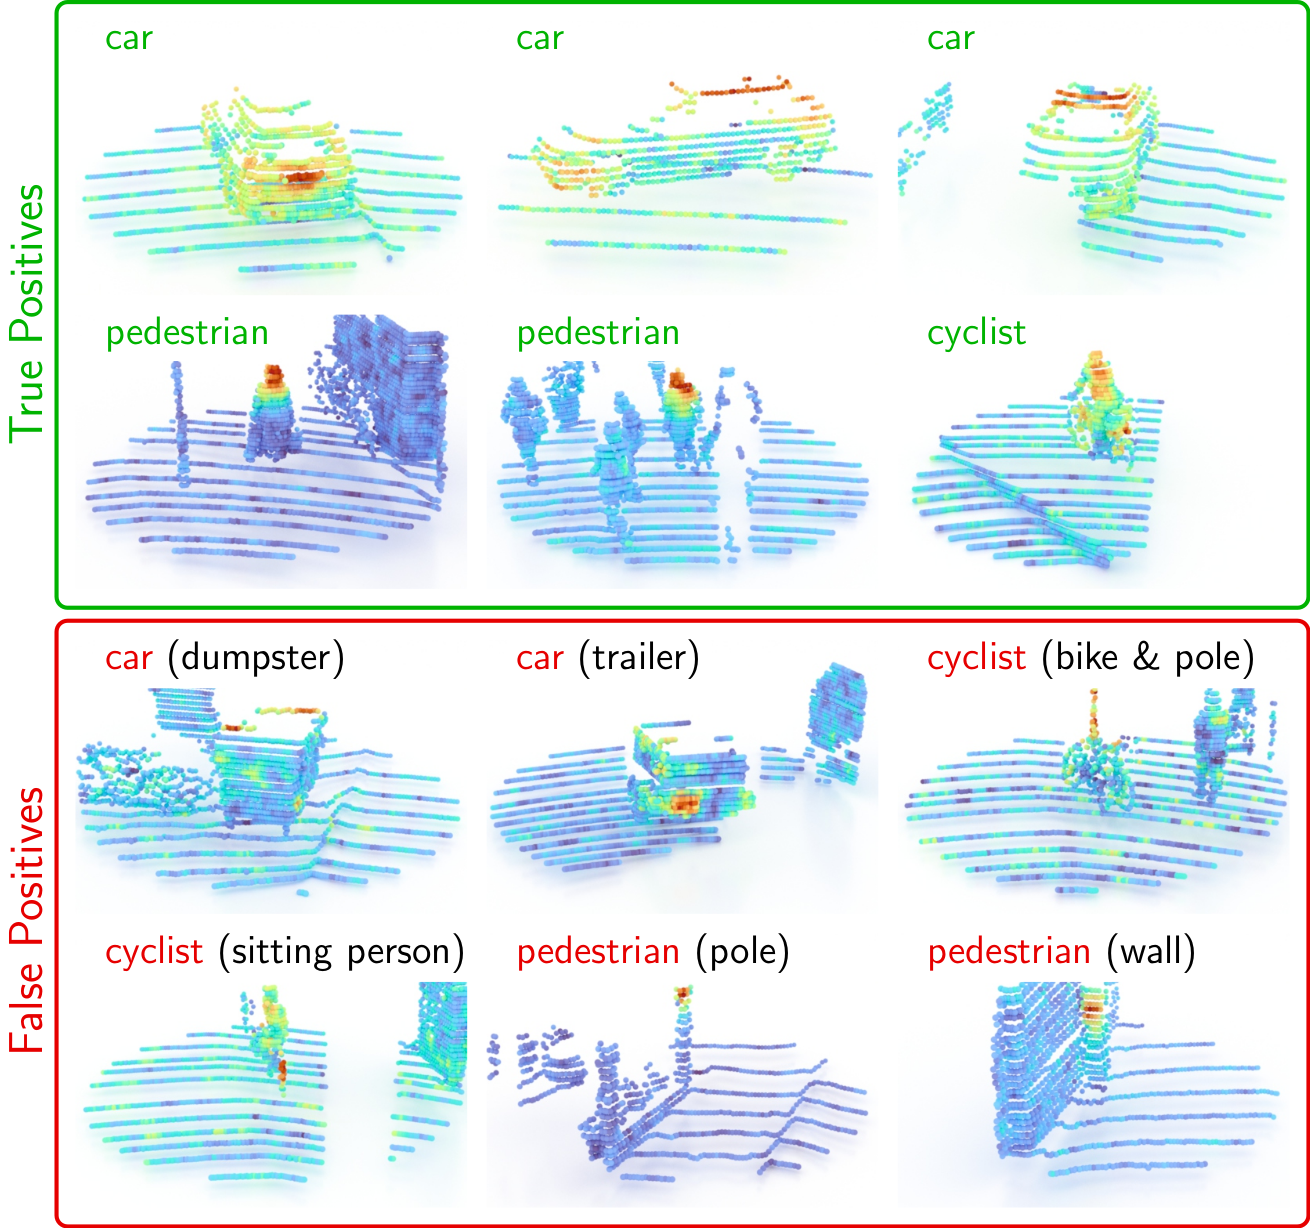 True Positives
car
car
car
pedestrian
pedestrian
cyclist
False Positives
car (dumpster)
car (trailer)
cyclist (bike & pole)
cyclist (sitting person)
pedestrian (pole)
pedestrian (wall)